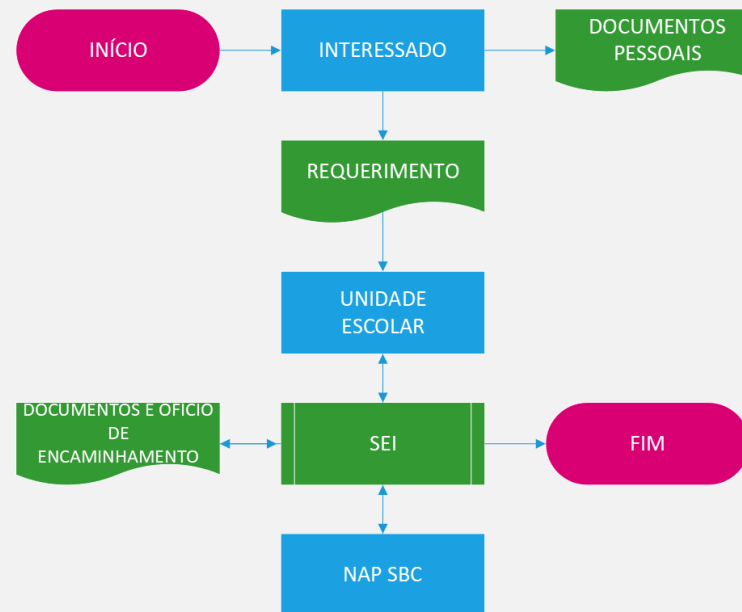 INÍCIO
INTERESSADO
DOCUMENTOS
PESSOAIS
REQUERIMENTO
UNIDADE
ESCOLAR
DOCUMENTOS E OFÍCIO
DE
ENCAMINHAMENTO
SEI
FIM
NAP SBC